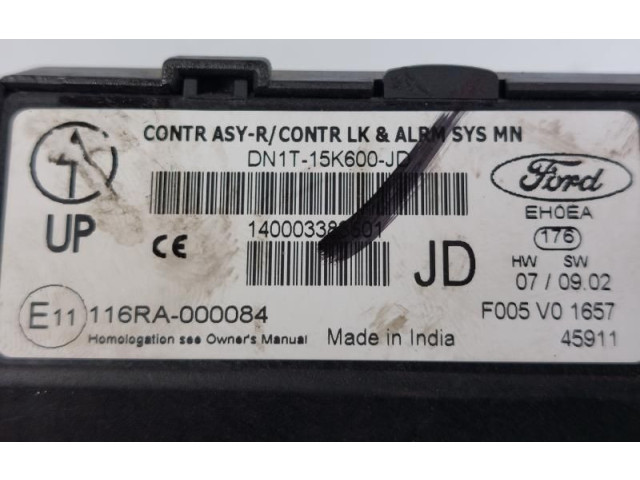 CONTR ASY-R/CONTR LK & ALRM SYS MN
DN1T-15K600-JD
Ford
EH0EA
UP
CE
JD
176
HW SW
07 / 09.02
E11 116RA-000084
F005 V0 1657
Homologation see Owner's Manual
Made in India
45911